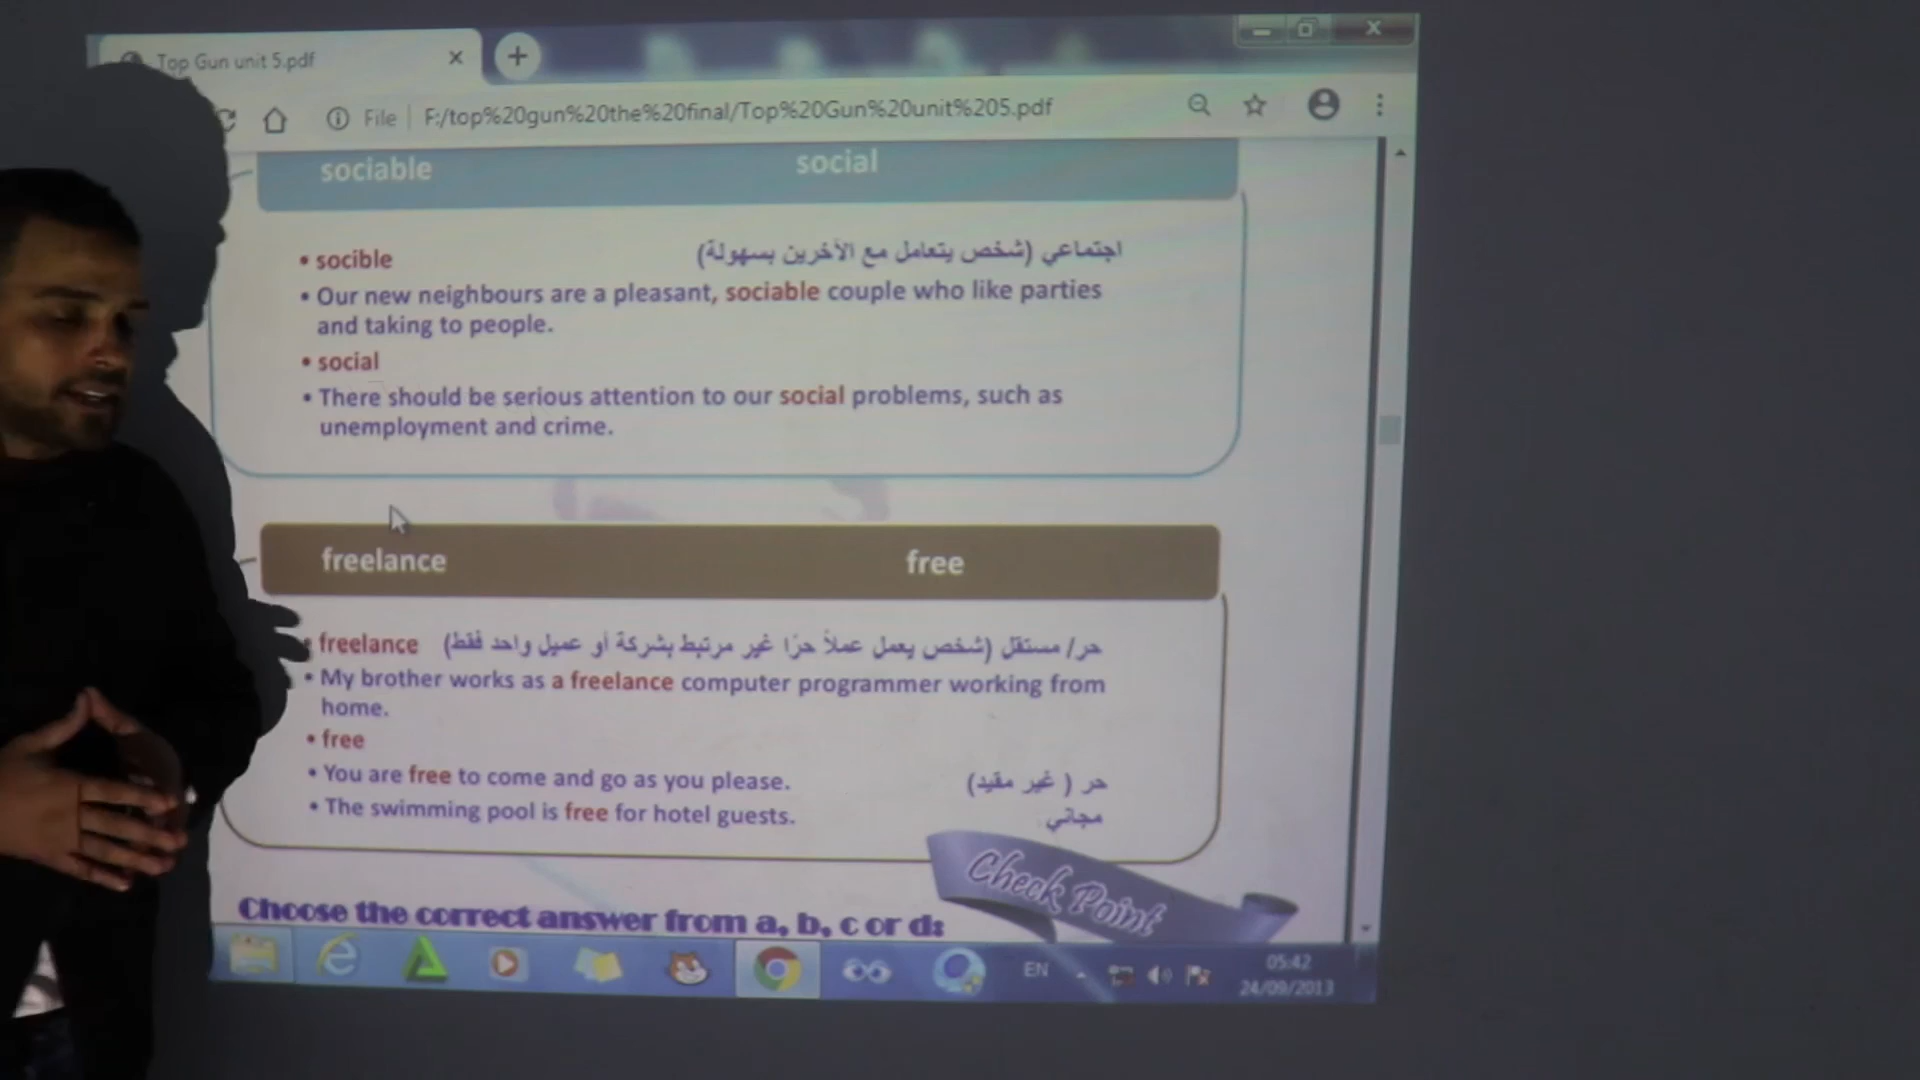 Top Gun unit 5.pdf
File F:/top%20gun%20the%20final/Top%20Gun%20unit%205.pdf
sociable social
• socible اجتماعي (شخص يتعامل مع الآخرين بسهولة)
• Our new neighbours are a pleasant, sociable couple who like parties
and taking to people.
• social
• There should be serious attention to our social problems, such as
unemployment and crime.
freelance free
• freelance حر/ مستقل (شخص يعمل عملاً حرًا غير مرتبط بشركة أو عميل واحد فقط)
• My brother works as a freelance computer programmer working from
home.
• free
• You are free to come and go as you please. حر ( غير مقيد)
• The swimming pool is free for hotel guests. مجاني
Check Point
Choose the correct answer from a, b, c or d:
EN 05:42
24/09/2013